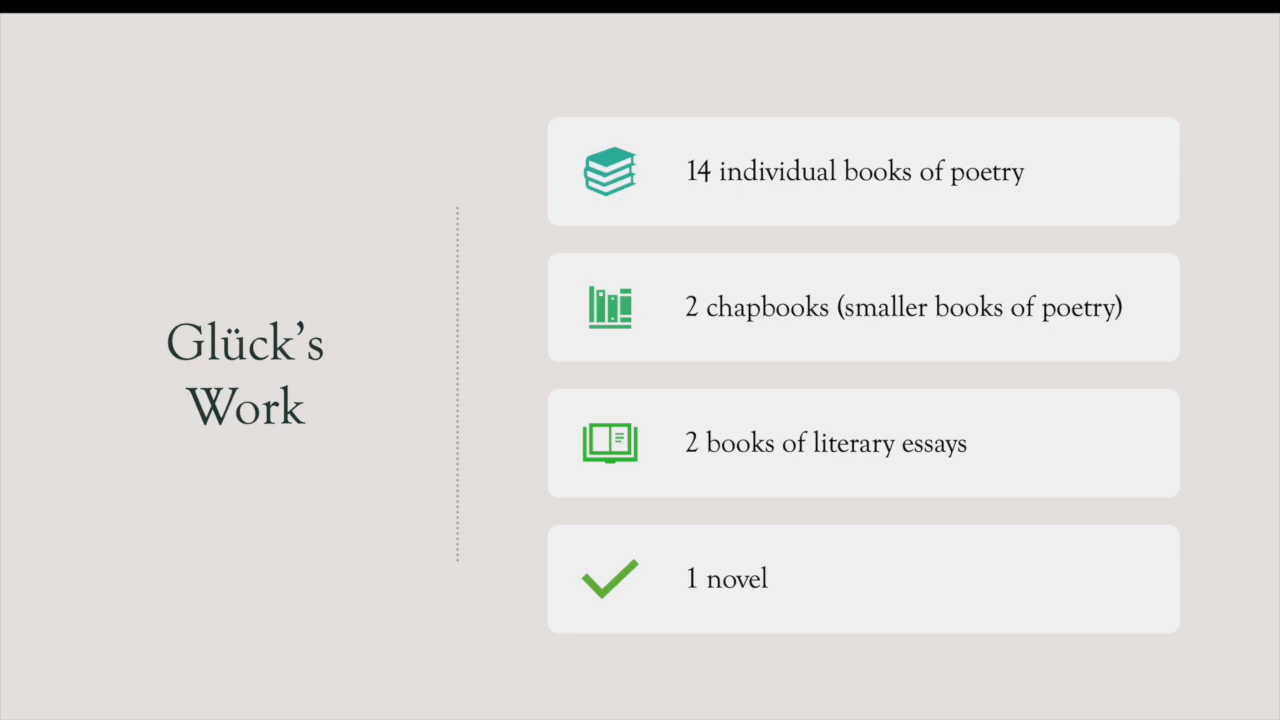 Glück’s
Work
14 individual books of poetry
2 chapbooks (smaller books of poetry)
2 books of literary essays
1 novel